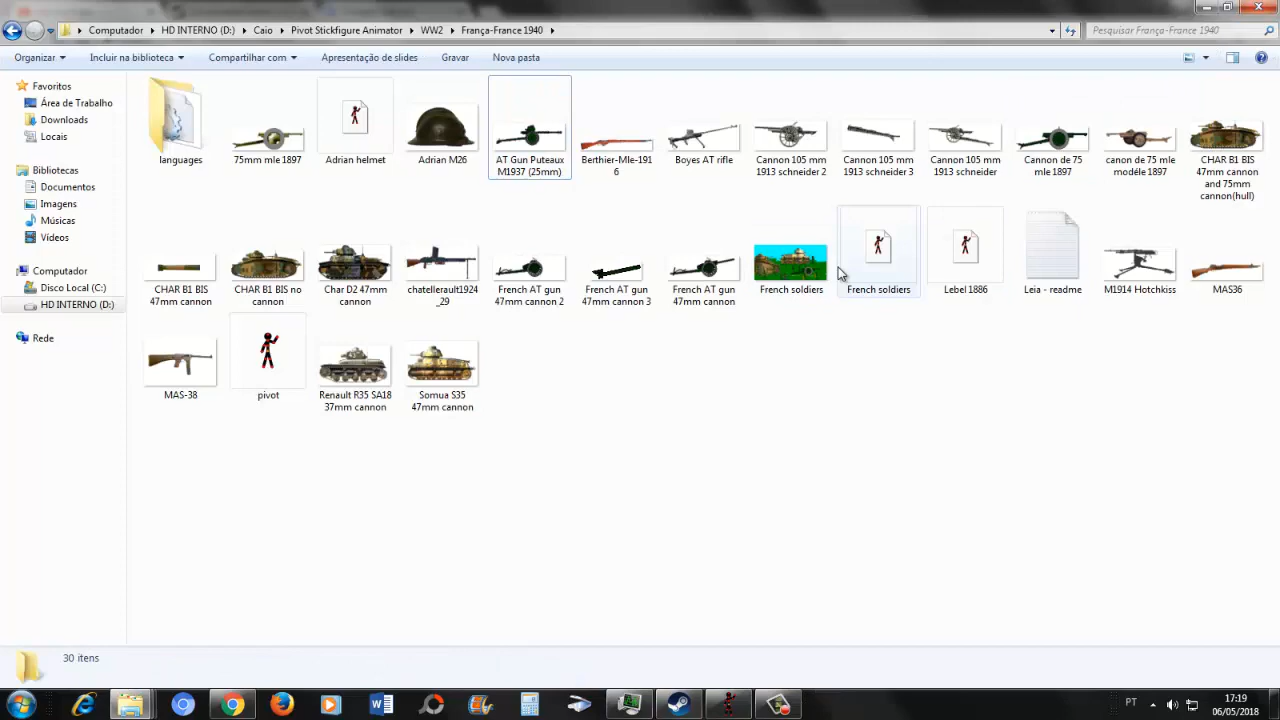 Computador ▸ HD INTERNO (D:) ▸ Caio ▸ Pivot Stickfigure Animator ▸ WW2 ▸ França-France 1940 ▸
Pesquisar França-France 1940
Organizar
Incluir na biblioteca
Compartilhar com
Apresentação de slides
Gravar
Nova pasta
Favoritos
Área de Trabalho
Downloads
Locais
Bibliotecas
Documentos
Imagens
Músicas
Vídeos
Computador
Disco Local (C:)
HD INTERNO (D:)
Rede
languages
75mm mle 1897
Adrian helmet
Adrian M26
AT Gun Puteaux
M1937 (25mm)
Berthier-Mle-191
6
Boyes AT rifle
Cannon 105 mm
1913 schneider 2
Cannon 105 mm
1913 schneider 3
Cannon 105 mm
1913 schneider
Cannon de 75
mle 1897
canon de 75 mle
modéle 1897
CHAR B1 BIS
47mm cannon
and 75mm
cannon(hull)
CHAR B1 BIS
47mm cannon
CHAR B1 BIS no
cannon
Char D2 47mm
cannon
chatellerault1924
_29
French AT gun
47mm cannon 2
French AT gun
47mm cannon 3
French AT gun
47mm cannon
French soldiers
French soldiers
Lebel 1886
Leia - readme
M1914 Hotchkiss
MAS36
MAS-38
pivot
Renault R35 SA18
37mm cannon
Somua S35
47mm cannon
30 itens
PT
17:19
06/05/2018